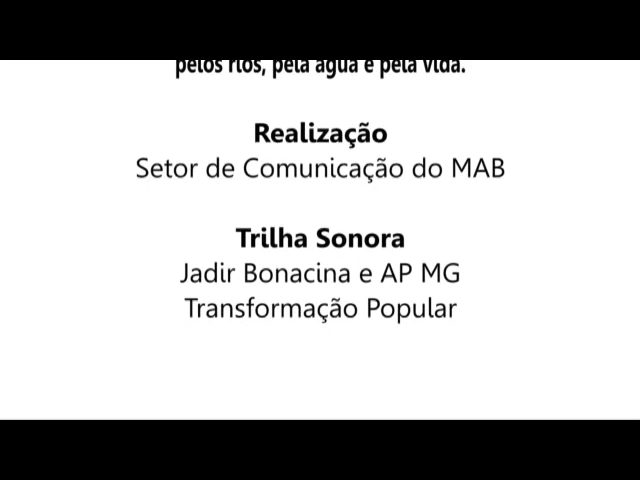 pelos rios, pela água e pela vida.
Realização
Setor de Comunicação do MAB
Trilha Sonora
Jadir Bonacina e AP MG
Transformação Popular